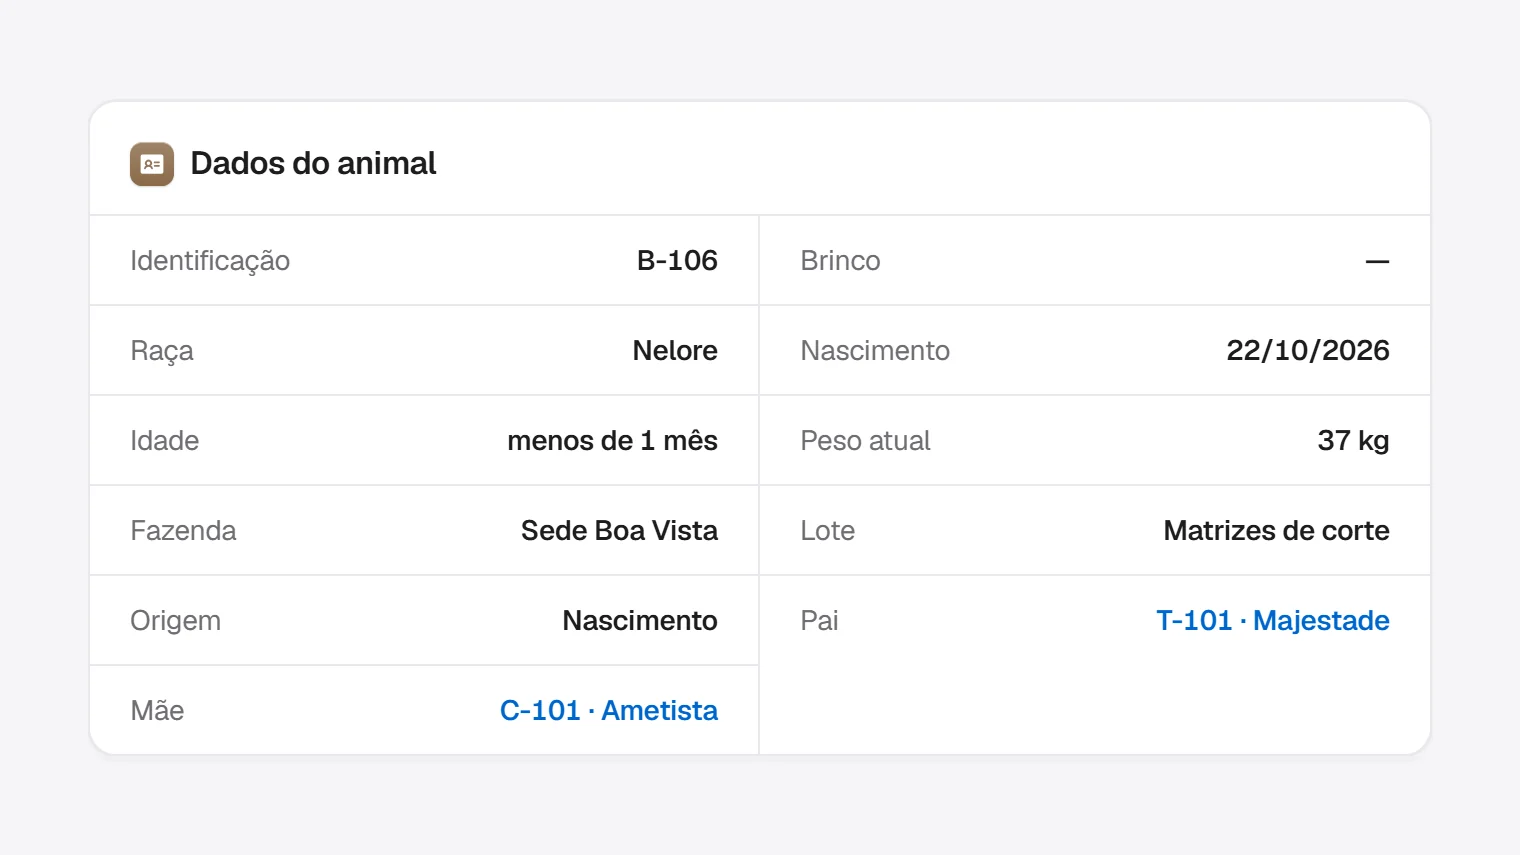 Dados do animal
Identificação B-106 Brinco —
Raça Nelore Nascimento 22/10/2026
Idade menos de 1 mês Peso atual 37 kg
Fazenda Sede Boa Vista Lote Matrizes de corte
Origem Nascimento Pai T-101 · Majestade
Mãe C-101 · Ametista